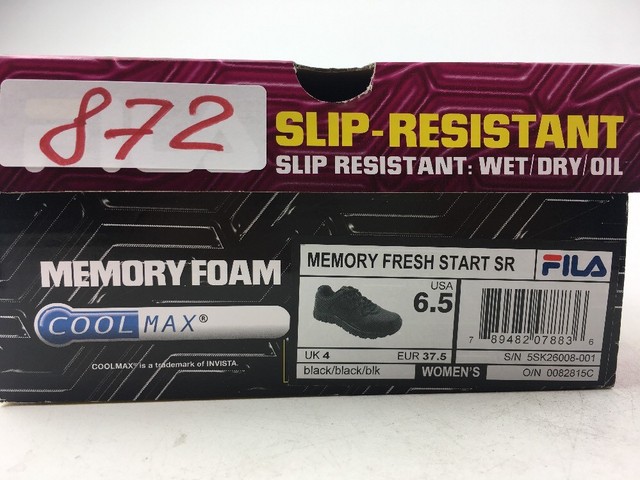 872
SLIP-RESISTANT
SLIP RESISTANT: WET/DRY/OIL
MEMORY FOAM
COOLMAX®
COOLMAX® is a trademark of INVISTA.
MEMORY FRESH START SR
FILA
USA
6.5
UK 4
EUR 37.5
black/black/blk
WOMEN'S
7 89482 07883 6
S/N 5SK26008-001
O/N 0082815C